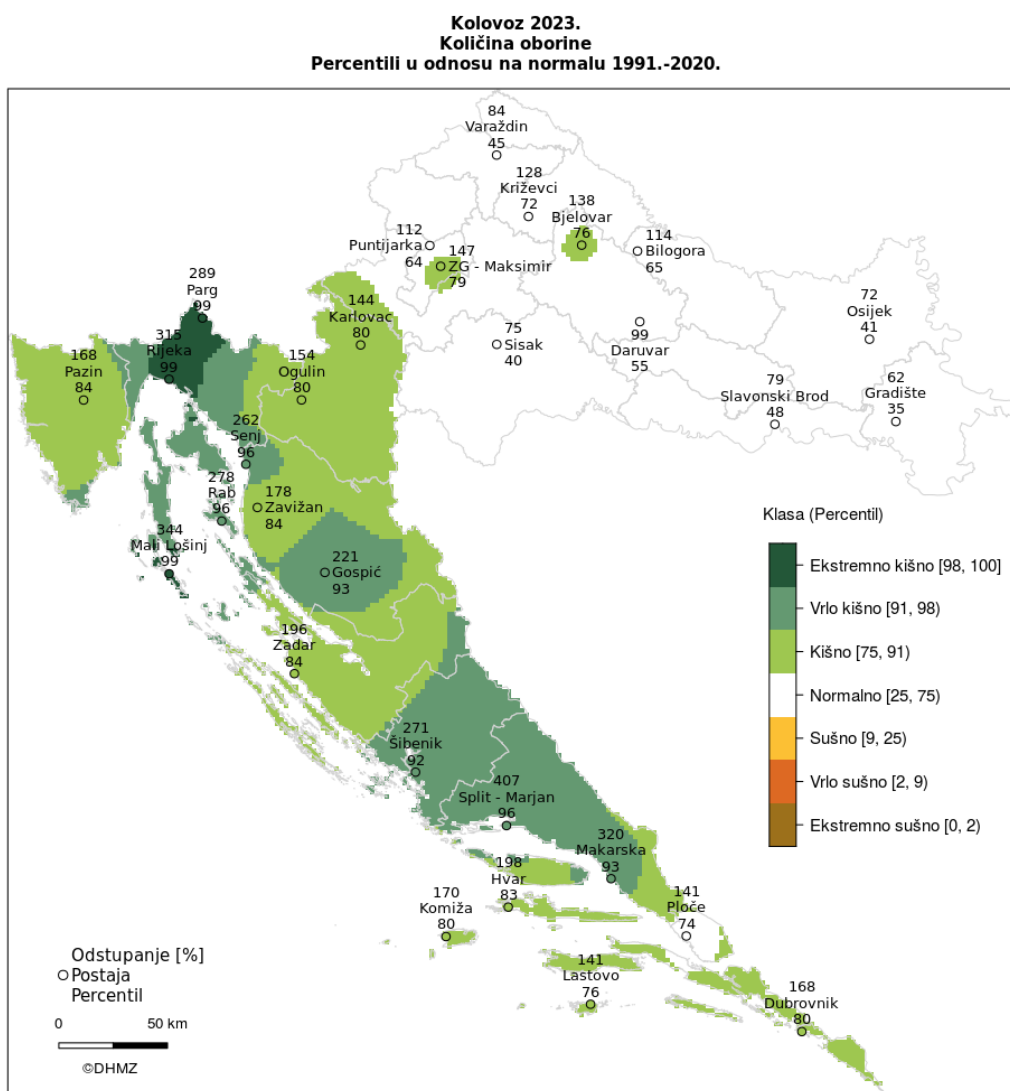 Kolovoz 2023.
Količina oborine
Percentili u odnosu na normalu 1991.-2020.
84
Varaždin
45
128
Križevci
72
138
Bjelovar
76
112
Puntijarka
64
147
ZG - Maksimir
79
114
Bilogora
65
289
Parg
99
315
Rijeka
99
144
Karlovac
80
75
Sisak
40
99
Daruvar
55
72
Osijek
41
168
Pazin
84
154
Ogulin
80
79
Slavonski Brod
48
62
Gradište
35
262
Senj
96
278
Rab
96
178
Zavižan
84
344
Mali Lošinj
99
221
Gospić
93
196
Zadar
84
271
Šibenik
92
407
Split - Marjan
96
320
Makarska
93
198
Hvar
83
170
Komiža
80
141
Ploče
74
141
Lastovo
76
168
Dubrovnik
80
Klasa (Percentil)
Ekstremno kišno [98, 100]
Vrlo kišno [91, 98)
Kišno [75, 91)
Normalno [25, 75)
Sušno [9, 25)
Vrlo sušno [2, 9)
Ekstremno sušno [0, 2)
Odstupanje [%]
Postaja
Percentil
0 50 km
©DHMZ